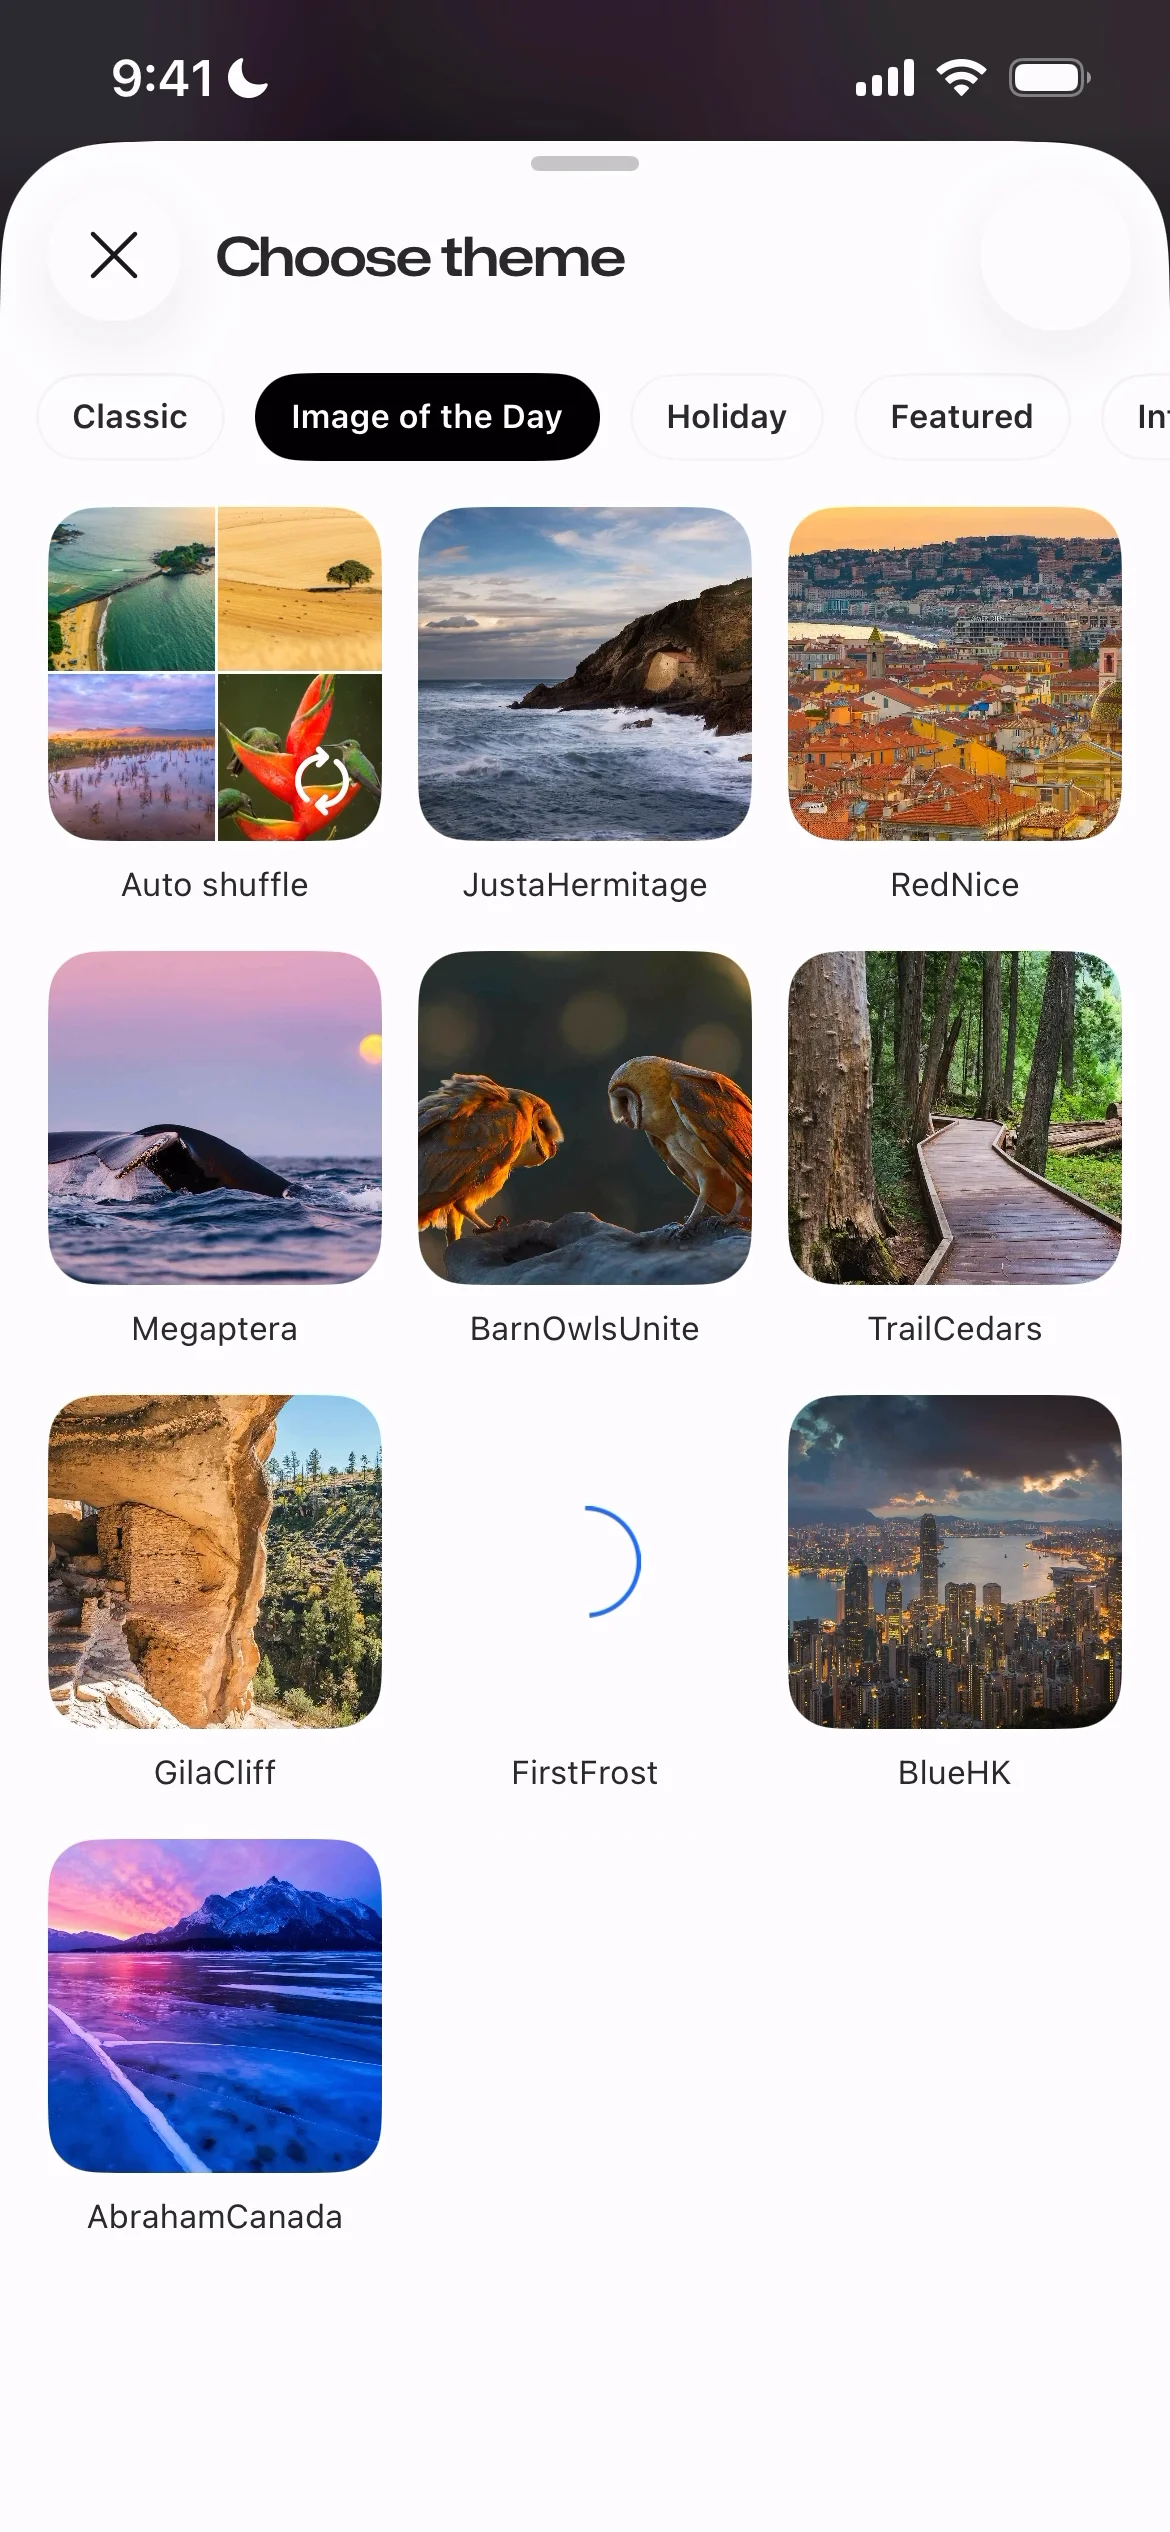 9:41
Choose theme
Classic
Image of the Day
Holiday
Featured
Auto shuffle
JustaHermitage
RedNice
Megaptera
BarnOwlsUnite
TrailCedars
GilaCliff
FirstFrost
BlueHK
AbrahamCanada